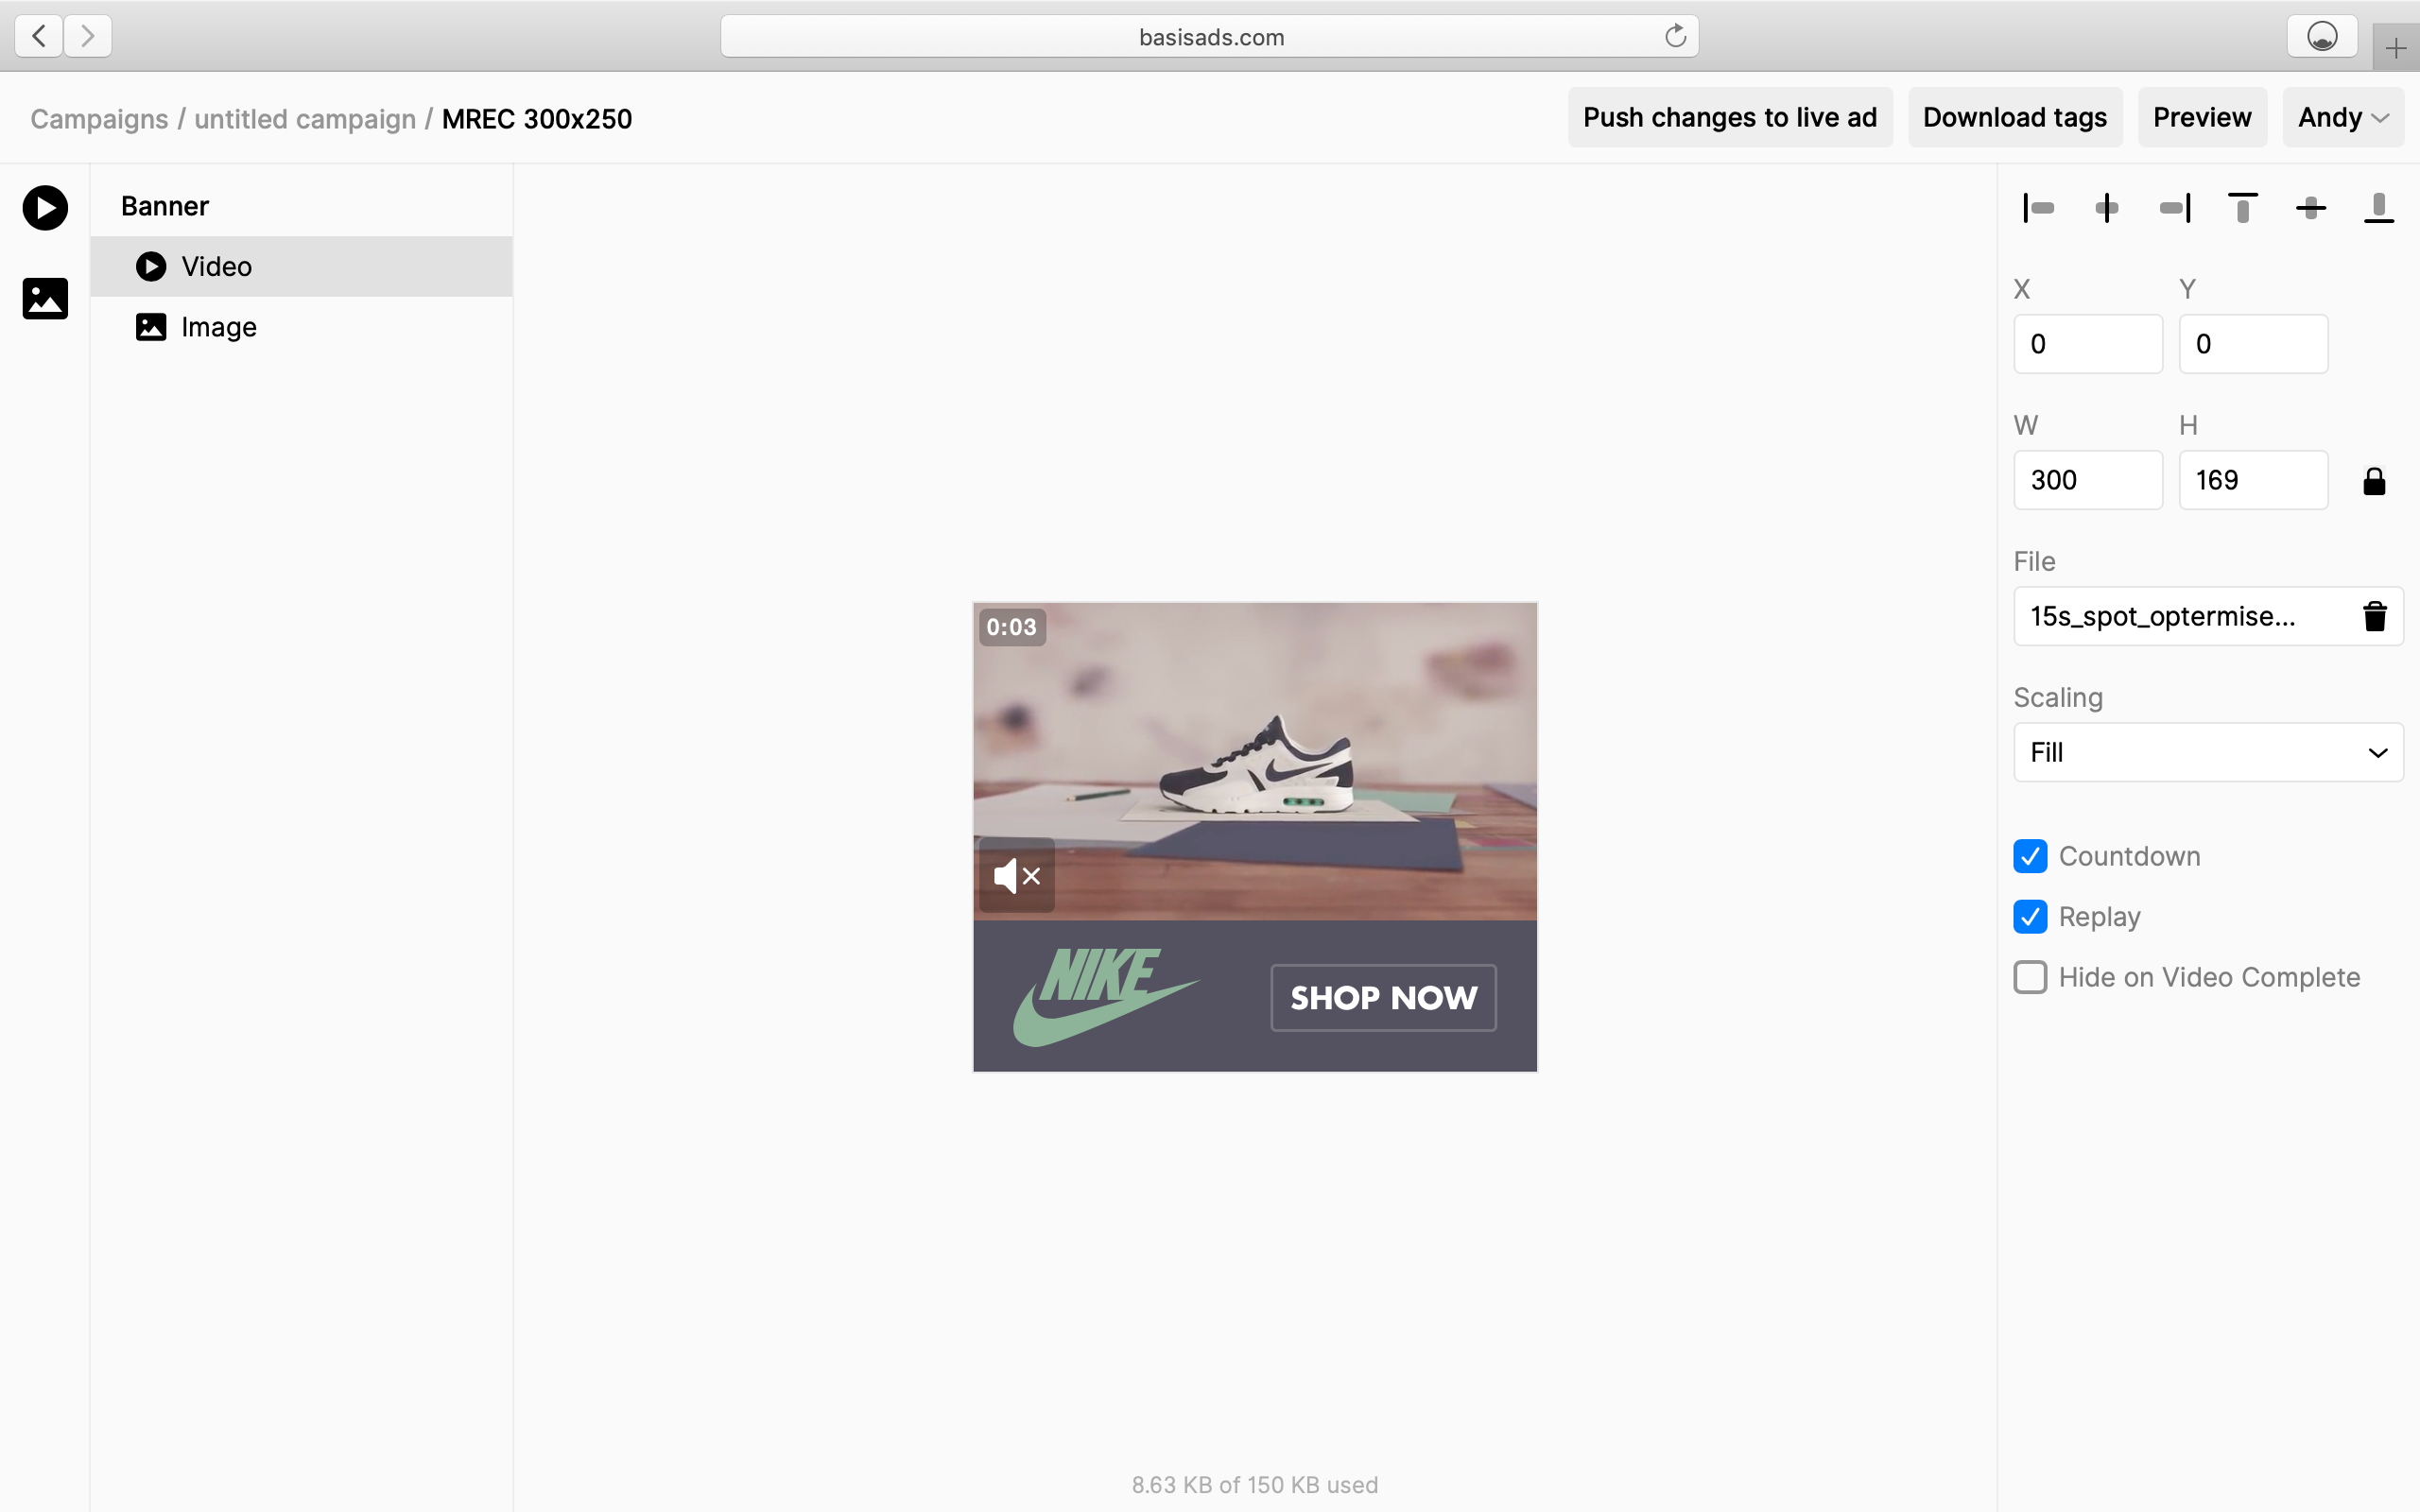 basisads.com
Campaigns / untitled campaign / MREC 300x250
Push changes to live ad
Download tags
Preview
Andy
Banner
Video
Image
X
Y
0
0
W
H
300
169
File
15s_spot_optermise...
Scaling
Fill
Countdown
Replay
Hide on Video Complete
0:03
NIKE
SHOP NOW
8.63 KB of 150 KB used